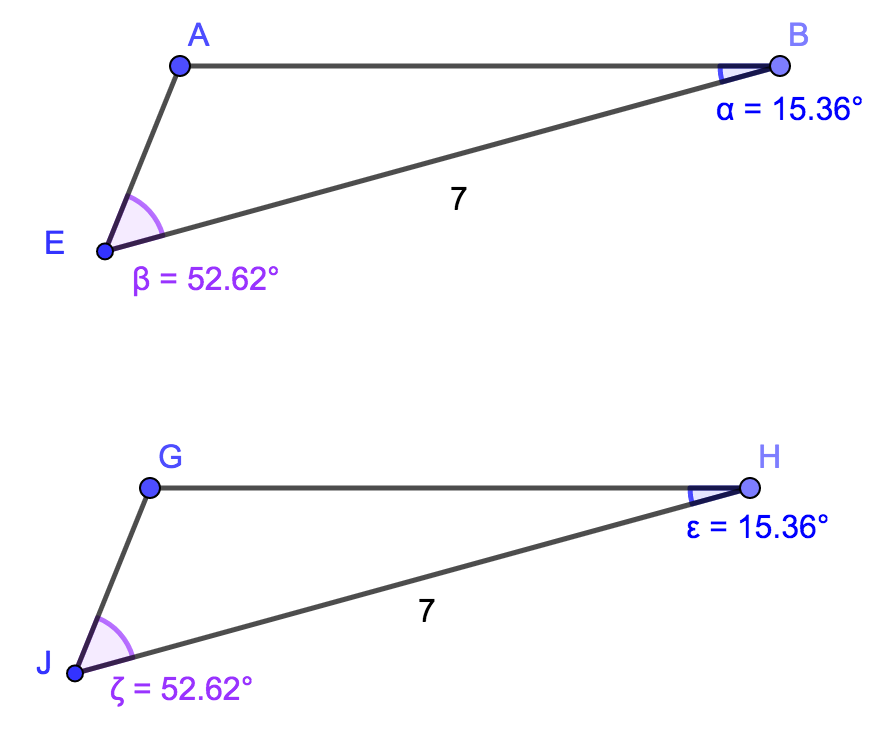 A
B
α = 15.36°
7
E
β = 52.62°
G
H
ε = 15.36°
7
J
ζ = 52.62°